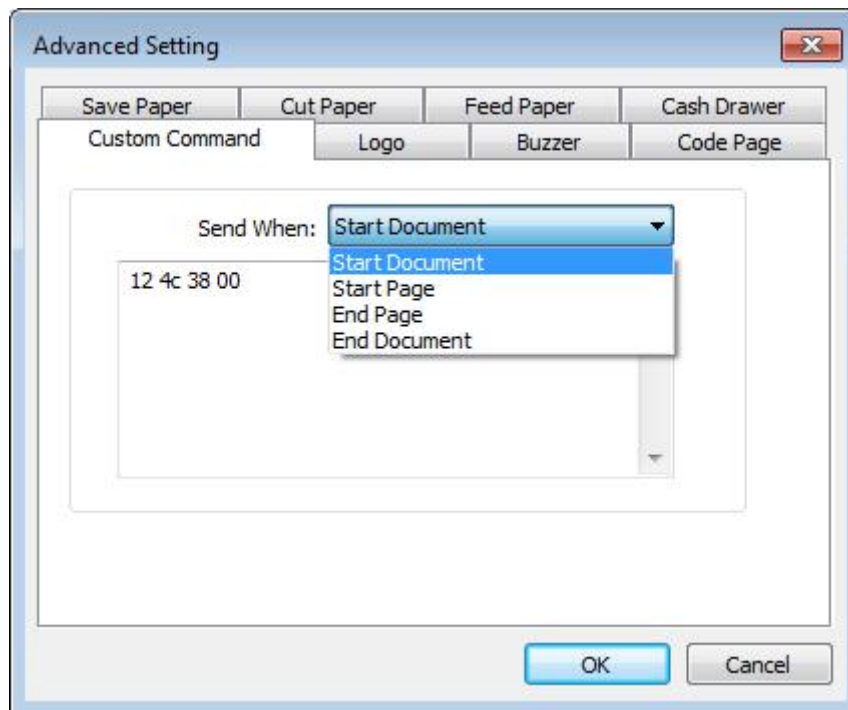 Advanced Setting
Save Paper Cut Paper Feed Paper Cash Drawer
Custom Command Logo Buzzer Code Page
Send When: Start Document
Start Document
12 4c 38 00
Start Page
End Page
End Document
OK Cancel